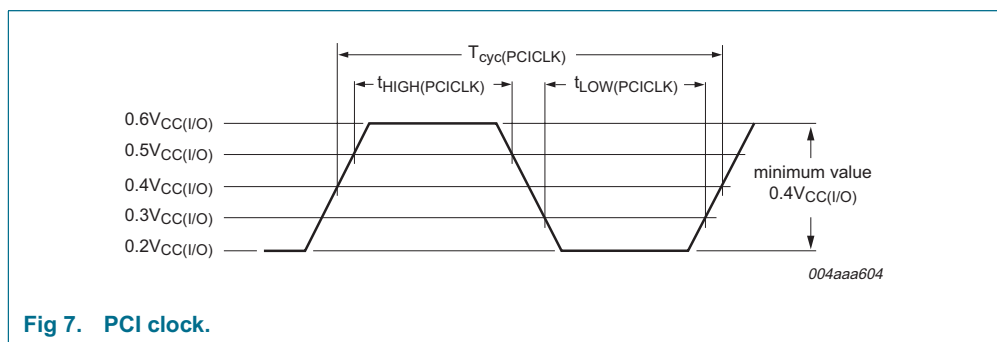 Tcyc(PCICLK)
tHIGH(PCICLK) tLOW(PCICLK)
0.6VCC(I/O)
0.5VCC(I/O)
0.4VCC(I/O)
0.3VCC(I/O)
0.2VCC(I/O)
minimum value
0.4VCC(I/O)
004aaa604
Fig 7. PCI clock.